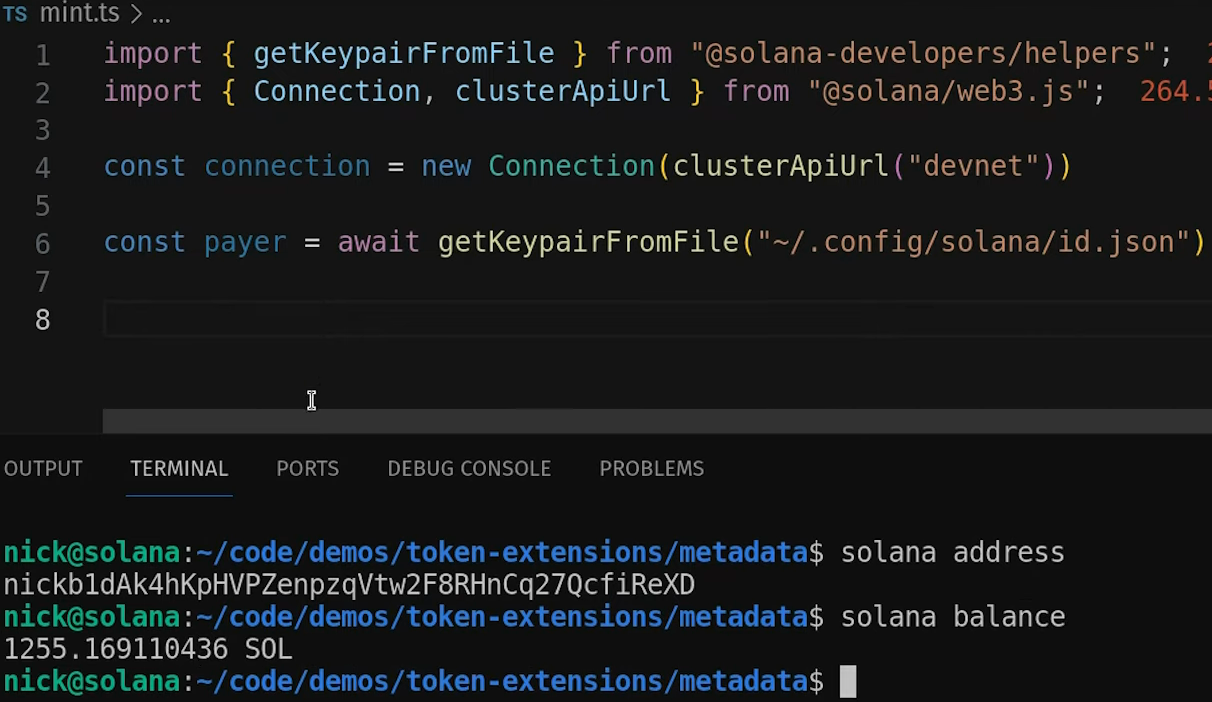 TS mint.ts > ...
1 import { getKeypairFromFile } from "@solana-developers/helpers";
2 import { Connection, clusterApiUrl } from "@solana/web3.js"; 264.
3
4 const connection = new Connection(clusterApiUrl("devnet"))
5
6 const payer = await getKeypairFromFile("~/.config/solana/id.json")
7
8
OUTPUT TERMINAL PORTS DEBUG CONSOLE PROBLEMS
nick@solana:~/code/demos/token-extensions/metadata$ solana address
nickb1dAk4hKpHVPZenpzqVtw2F8RHnCq27QcfiReXD
nick@solana:~/code/demos/token-extensions/metadata$ solana balance
1255.169110436 SOL
nick@solana:~/code/demos/token-extensions/metadata$